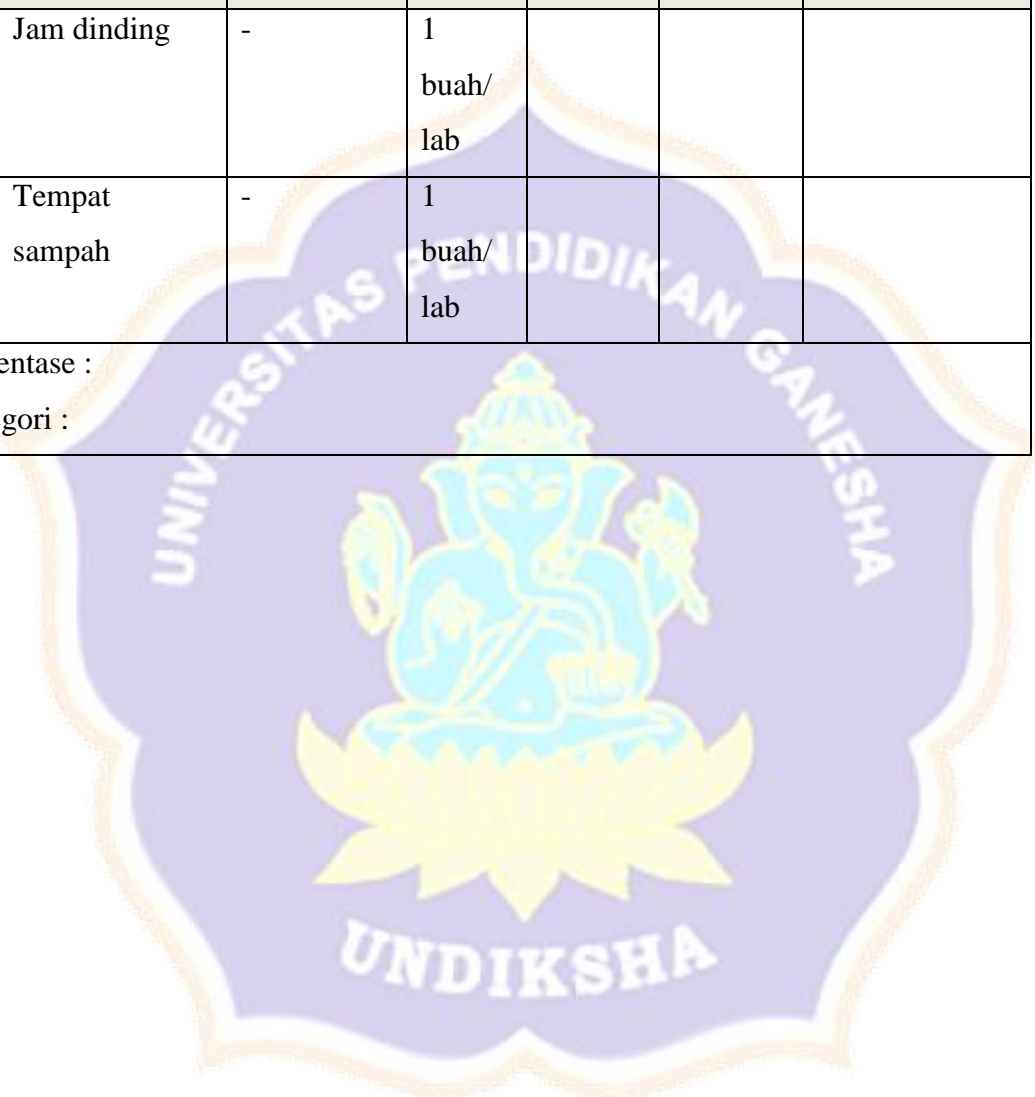 Jam dinding - 1
buah/
lab
Tempat - 1
sampah buah/
lab
entase :
gori :
UNIVERSITAS PENDIDIKAN GANESHA
UNDIKSHA